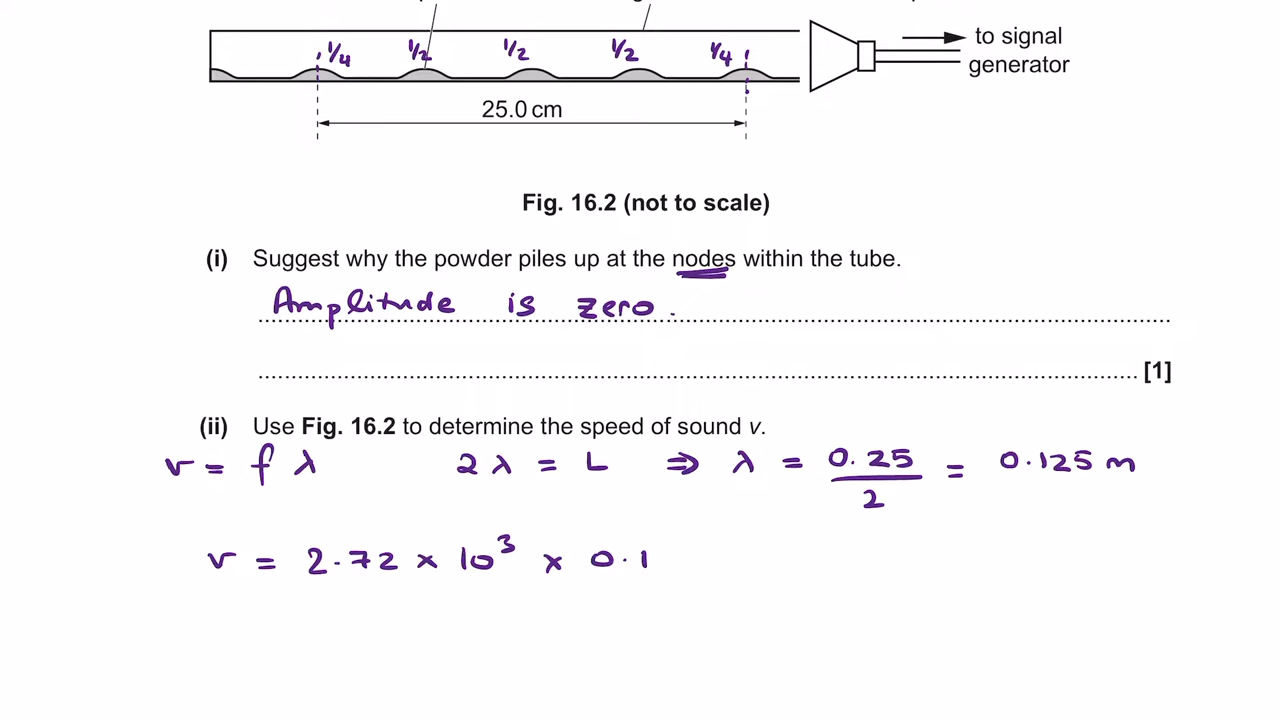 to signal
generator
1/4 1/2 1/2 1/2 1/4
25.0 cm
Fig. 16.2 (not to scale)
(i) Suggest why the powder piles up at the nodes within the tube.
Amplitude is zero.
[1]
(ii) Use Fig. 16.2 to determine the speed of sound v.
v = f λ 2λ = L ⇒ λ = 0.25/2 = 0.125 m
v = 2.72 × 10³ × 0.1